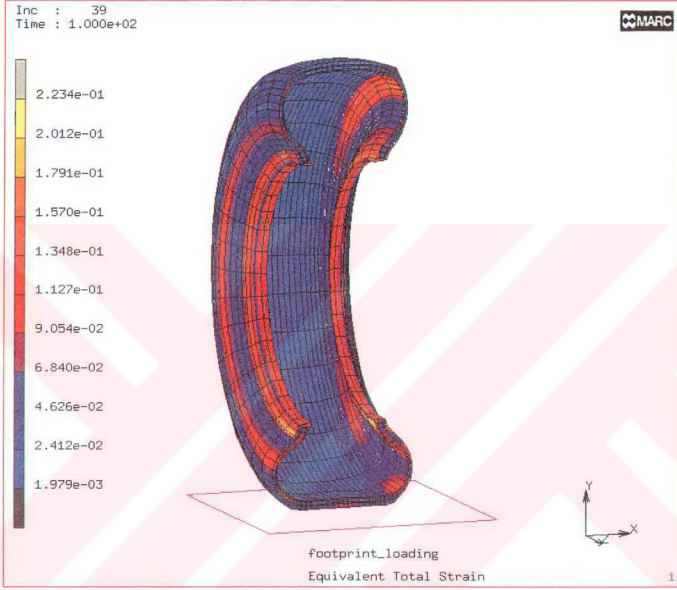 Inc : 39
Time : 1.000e+02
MARC
2.234e-01
2.012e-01
1.791e-01
1.570e-01
1.348e-01
1.127e-01
9.054e-02
6.840e-02
4.626e-02
2.412e-02
1.979e-03
Y
X
footprint_loading
Equivalent Total Strain
1